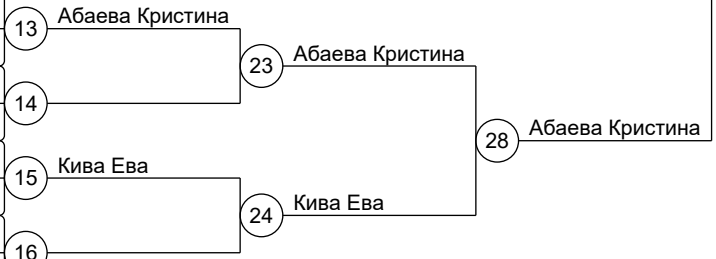 13 Абаева Кристина
23 Абаева Кристина
14
28 Абаева Кристина
15 Кива Ева
24 Кива Ева
16